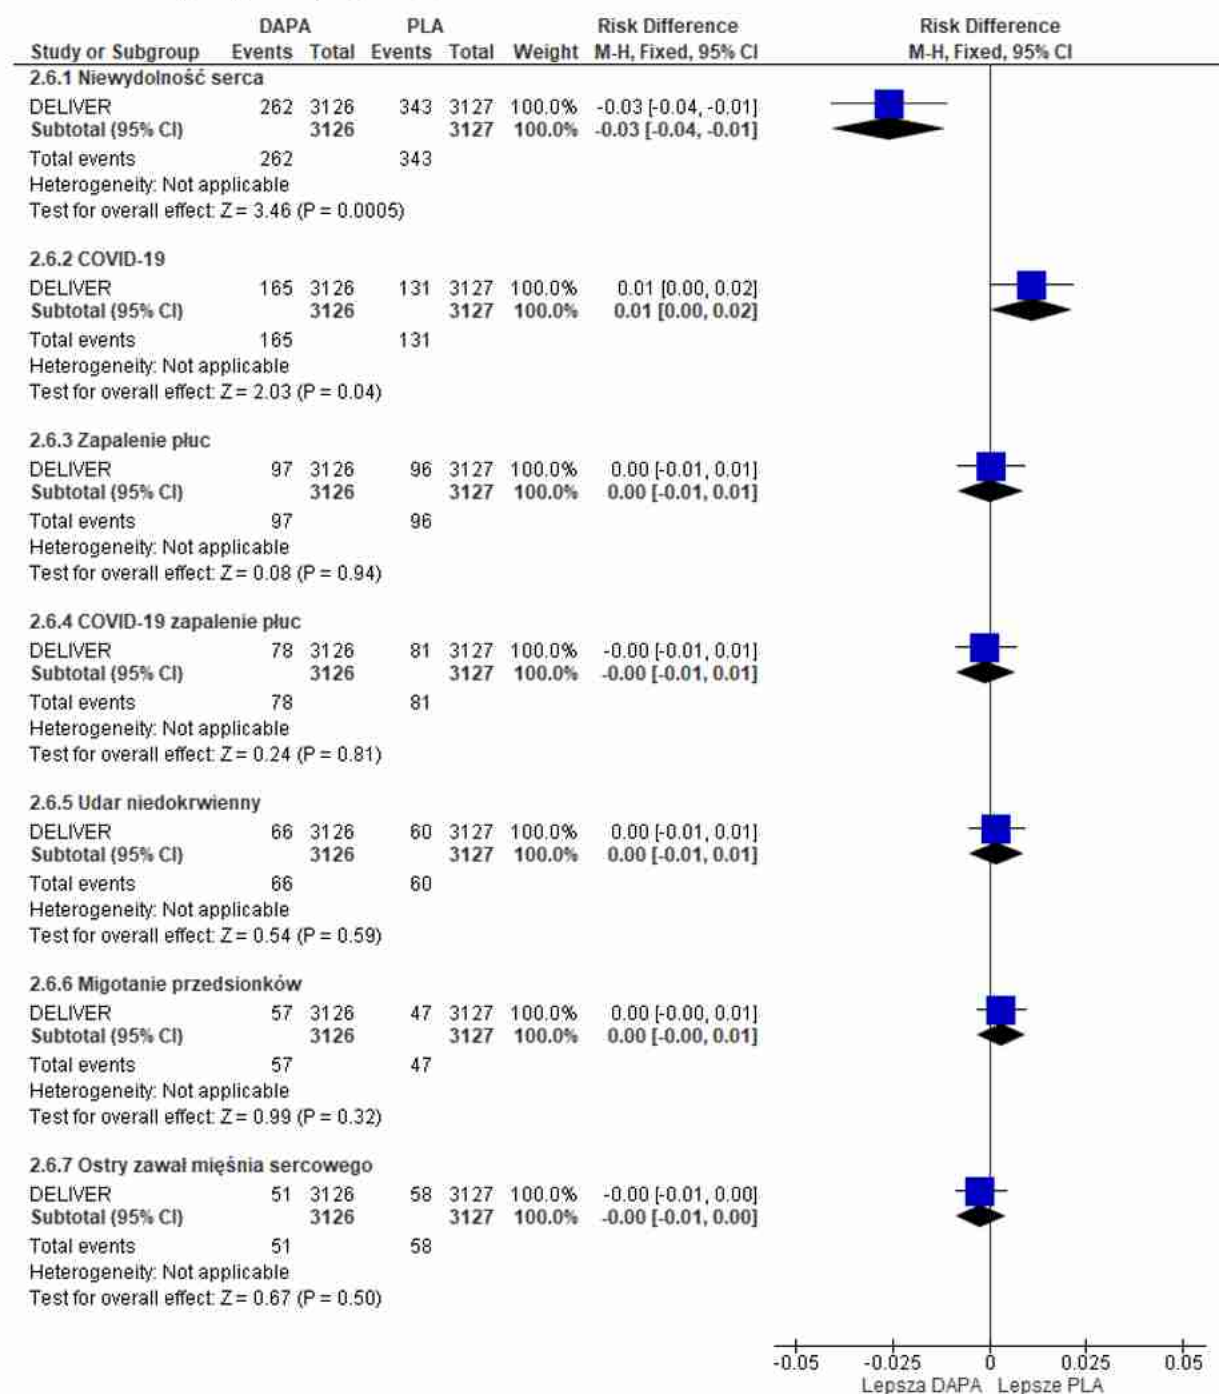 DAPA PLA Risk Difference Risk Difference
Study or Subgroup Events Total Events Total Weight M-H, Fixed, 95% CI M-H, Fixed, 95% CI
2.6.1 Niewydolność serca
DELIVER 262 3126 343 3127 100.0% -0.03 [-0.04, -0.01]
Subtotal (95% CI) 3126 3127 100.0% -0.03 [-0.04, -0.01]
Total events 262 343
Heterogeneity: Not applicable
Test for overall effect: Z = 3.46 (P = 0.0005)
2.6.2 COVID-19
DELIVER 165 3126 131 3127 100.0% 0.01 [0.00, 0.02]
Subtotal (95% CI) 3126 3127 100.0% 0.01 [0.00, 0.02]
Total events 165 131
Heterogeneity: Not applicable
Test for overall effect: Z = 2.03 (P = 0.04)
2.6.3 Zapalenie płuc
DELIVER 97 3126 96 3127 100.0% 0.00 [-0.01, 0.01]
Subtotal (95% CI) 3126 3127 100.0% 0.00 [-0.01, 0.01]
Total events 97 96
Heterogeneity: Not applicable
Test for overall effect: Z = 0.08 (P = 0.94)
2.6.4 COVID-19 zapalenie płuc
DELIVER 78 3126 81 3127 100.0% -0.00 [-0.01, 0.01]
Subtotal (95% CI) 3126 3127 100.0% -0.00 [-0.01, 0.01]
Total events 78 81
Heterogeneity: Not applicable
Test for overall effect: Z = 0.24 (P = 0.81)
2.6.5 Udar niedokrwienny
DELIVER 66 3126 60 3127 100.0% 0.00 [-0.01, 0.01]
Subtotal (95% CI) 3126 3127 100.0% 0.00 [-0.01, 0.01]
Total events 66 60
Heterogeneity: Not applicable
Test for overall effect: Z = 0.54 (P = 0.59)
2.6.6 Migotanie przedsionków
DELIVER 57 3126 47 3127 100.0% 0.00 [-0.00, 0.01]
Subtotal (95% CI) 3126 3127 100.0% 0.00 [-0.00, 0.01]
Total events 57 47
Heterogeneity: Not applicable
Test for overall effect: Z = 0.99 (P = 0.32)
2.6.7 Ostry zawał mięśnia sercowego
DELIVER 51 3126 58 3127 100.0% -0.00 [-0.01, 0.00]
Subtotal (95% CI) 3126 3127 100.0% -0.00 [-0.01, 0.00]
Total events 51 58
Heterogeneity: Not applicable
Test for overall effect: Z = 0.67 (P = 0.50)
-0.05 -0.025 0 0.025 0.05
Lepsza DAPA Lepsze PLA